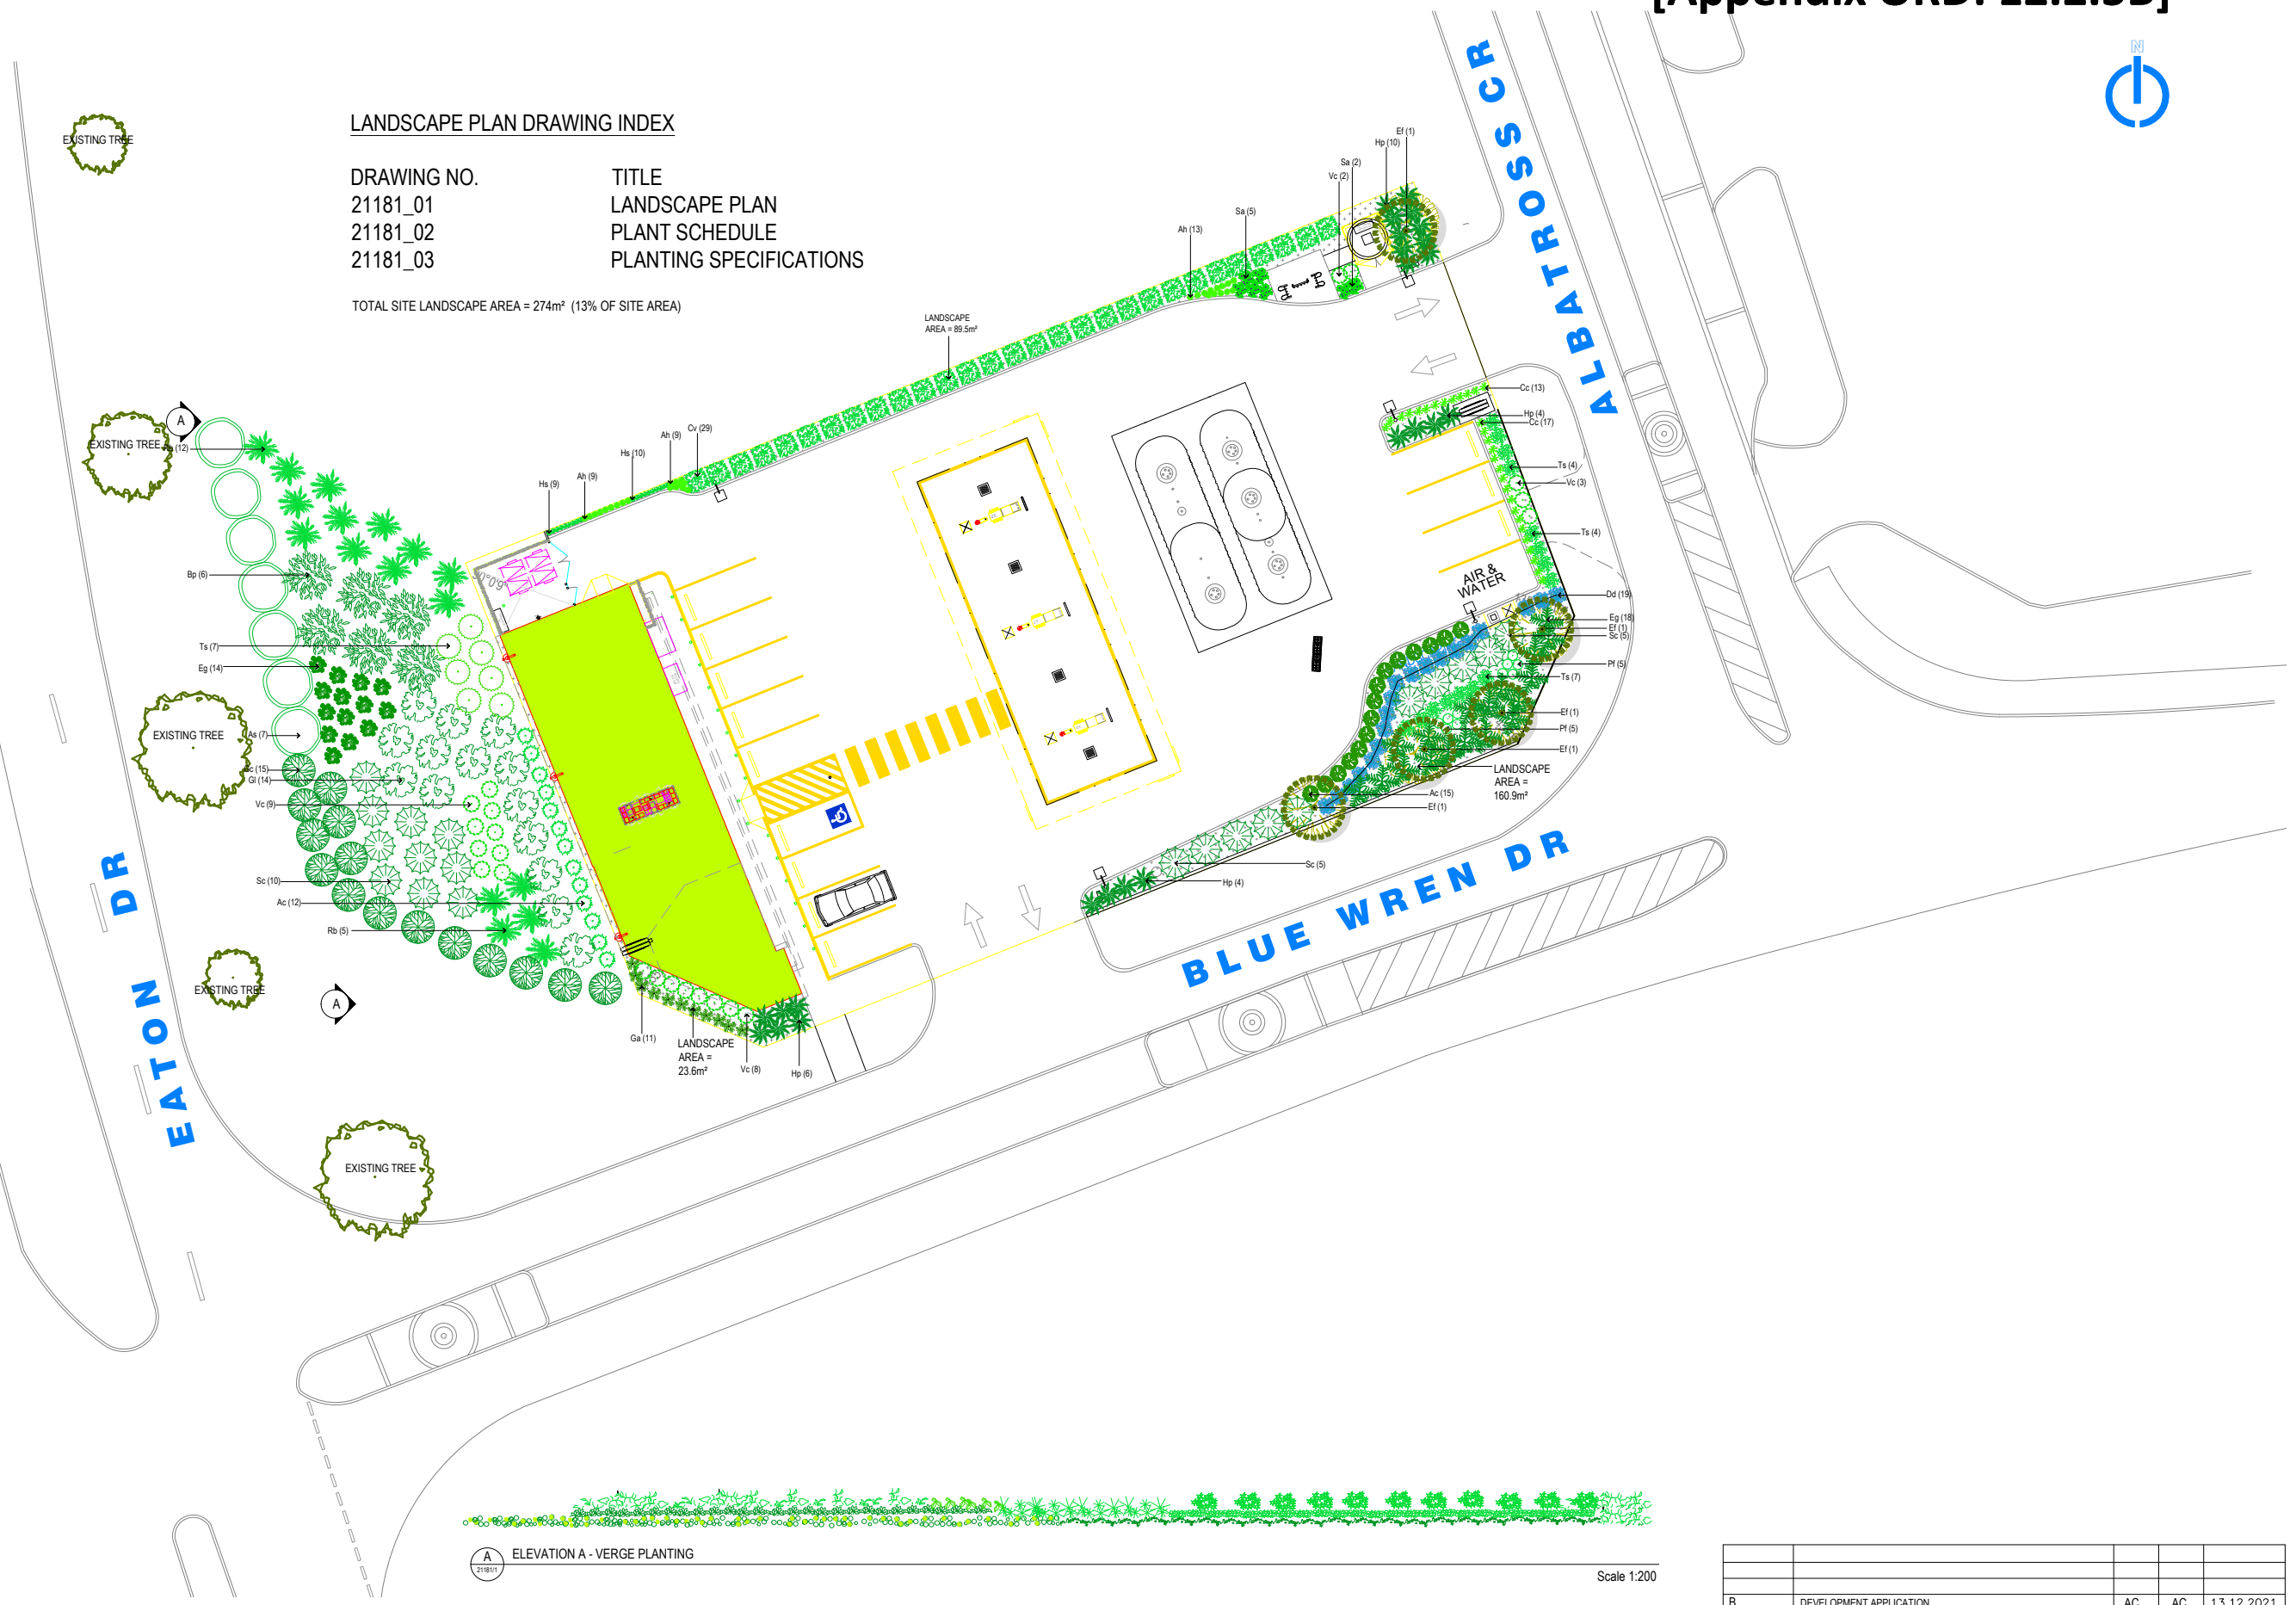 N
LANDSCAPE PLAN DRAWING INDEX
DRAWING NO. TITLE
21181_01 LANDSCAPE PLAN
21181_02 PLANT SCHEDULE
21181_03 PLANTING SPECIFICATIONS
TOTAL SITE LANDSCAPE AREA = 274m² (13% OF SITE AREA)
EXISTING TREE
EXISTING TREE
EXISTING TREE
EXISTING TREE
EXISTING TREE
A
(12)
Bp (6)
Ts (7)
Eg (14)
As (7)
(15)
Gl (14)
Vc (9)
Sc (10)
Ac (12)
Rb (5)
A
Hs (9)
Ah (9)
Hs (10)
Ah (9)
Cv (29)
LANDSCAPE
AREA = 89.5m²
Ah (13)
Sa (5)
Vc (2)
Sa (2)
Hp (10)
Ef (1)
Cc (13)
Hp (4)
Cc (17)
Ts (4)
Vc (3)
Ts (4)
AIR &
WATER
Dd (19)
Eg (18)
Ef (1)
Sc (5)
Pf (5)
Ts (7)
Ef (1)
Pf (5)
Ef (1)
LANDSCAPE
AREA =
160.9m²
Ac (15)
Ef (1)
Sc (5)
Hp (4)
Ga (11)
LANDSCAPE
AREA =
23.6m²
Vc (8)
Hp (6)
ALBATROSS CR
BLUE WREN DR
EATON DR
A
21181/1
ELEVATION A - VERGE PLANTING
Scale 1:200
B DEVELOPMENT APPLICATION AC AC 13.12.2021